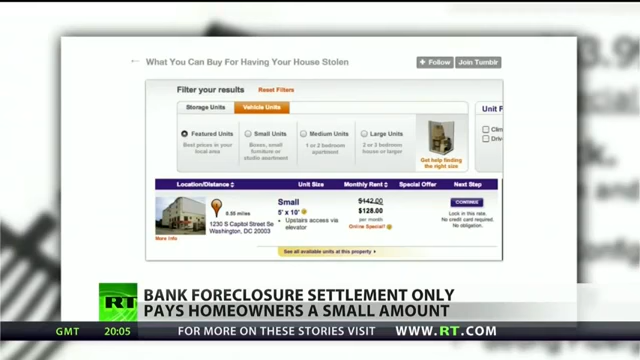 ← What You Can Buy For Having Your House Stolen
+ Follow Join Tumblr
Filter your results Reset Filters
Storage Units Vehicle Units
Featured Units Small Units Medium Units Large Units
Best prices in your local area
Boxes, small furniture or studio apartment
1 or 2 bedroom apartment
2 or 3 bedroom house or larger
Get help finding the right size
Unit
Location/Distance Unit Size Monthly Rent Special Offer Next Step
Small
5' x 10'
• Upstairs access via elevator
0.55 miles
1230 S Capitol Street Se
Washington, DC 20003
More Info
$142.00
$128.00
per month
Online Special!
CONTINUE
Lock in this rate.
No credit card required.
No obligation.
See all available units at this property
RT
BANK FORECLOSURE SETTLEMENT ONLY
PAYS HOMEOWNERS A SMALL AMOUNT
GMT 20:05 FOR MORE ON THESE STORIES VISIT WWW.RT.COM